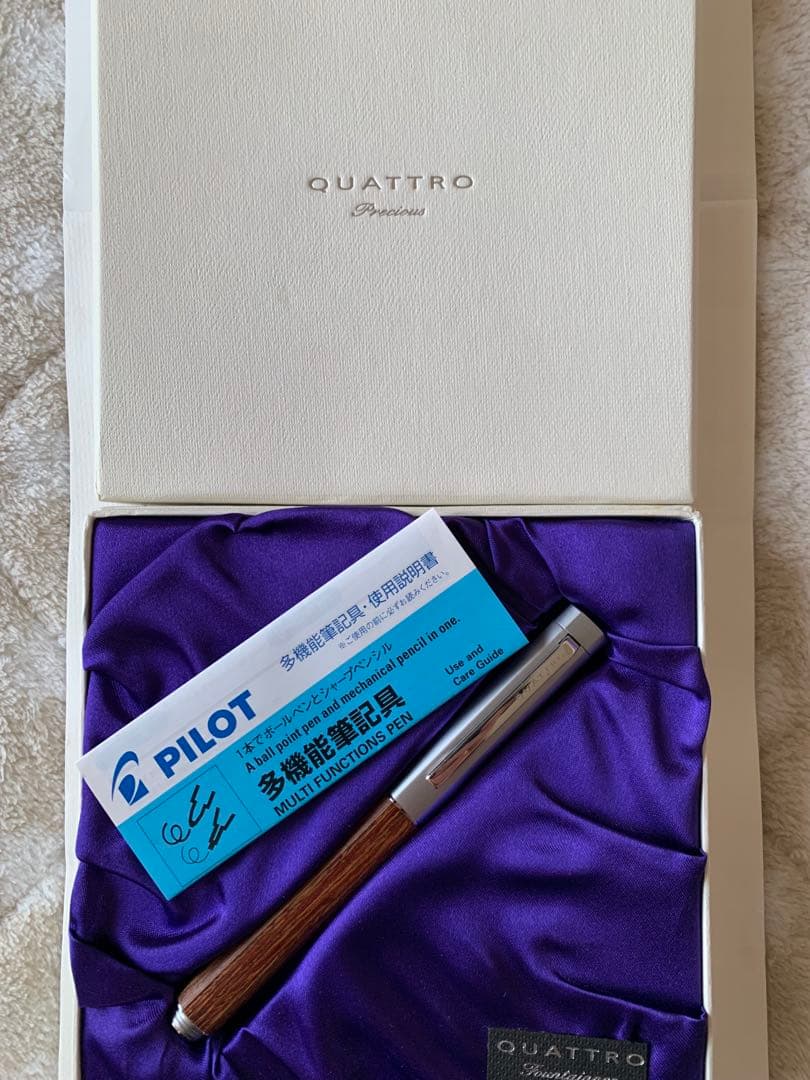 QUATTRO
Precious
多機能筆記具・使用説明書
※ご使用の前に必ずお読みください。
PILOT
1本でボールペンとシャープペンシル
A ball point pen and mechanical pencil in one.
多機能筆記具
MULTI FUNCTIONS PEN
Use and
Care Guide
QUATTRO